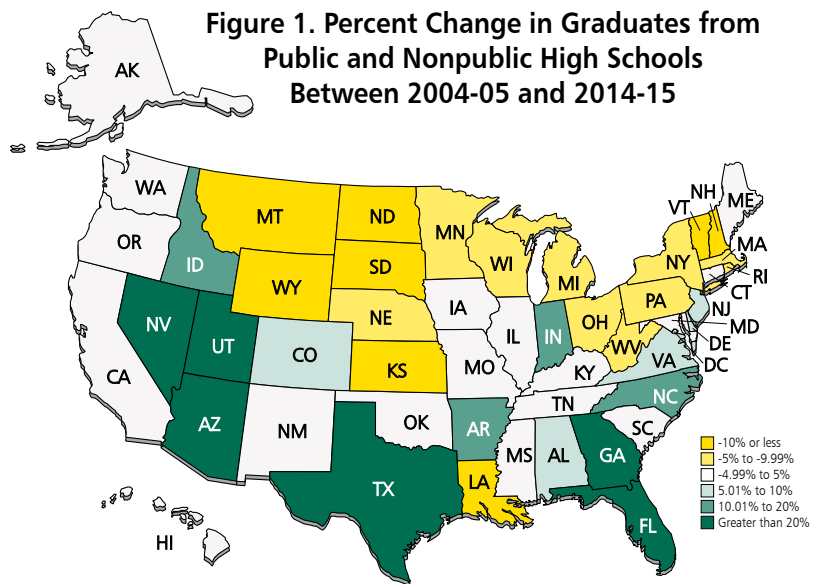 Figure 1. Percent Change in Graduates from
Public and Nonpublic High Schools
Between 2004-05 and 2014-15
AK
WA
OR
CA
ID
NV
MT
WY
UT
AZ
CO
NM
ND
SD
NE
KS
OK
TX
MN
IA
MO
AR
LA
WI
IL
MS
MI
IN
KY
TN
AL
OH
WV
GA
FL
SC
NC
VA
PA
NY
VT
NH
ME
MA
RI
CT
NJ
MD
DE
DC
HI
-10% or less
-5% to -9.99%
-4.99% to 5%
5.01% to 10%
10.01% to 20%
Greater than 20%